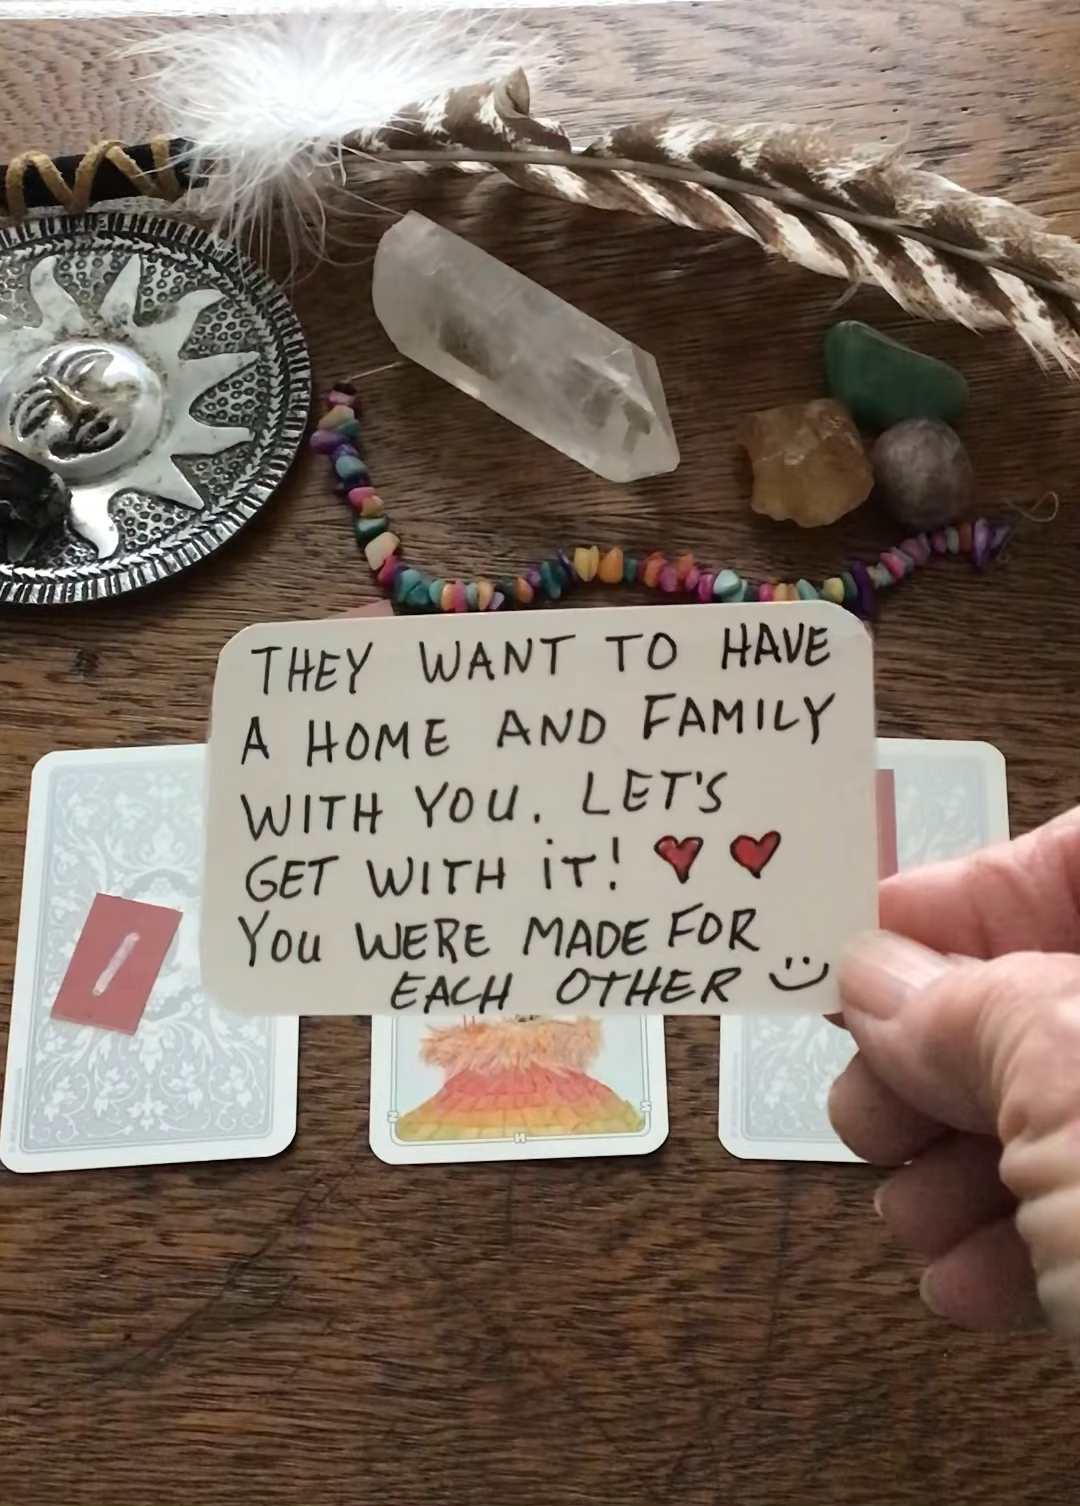 THEY WANT TO HAVE
A HOME AND FAMILY
WITH YOU. LET'S
GET WITH iT! ♥ ♥
YOu WERE MADE FOR
EACH OTHER :)